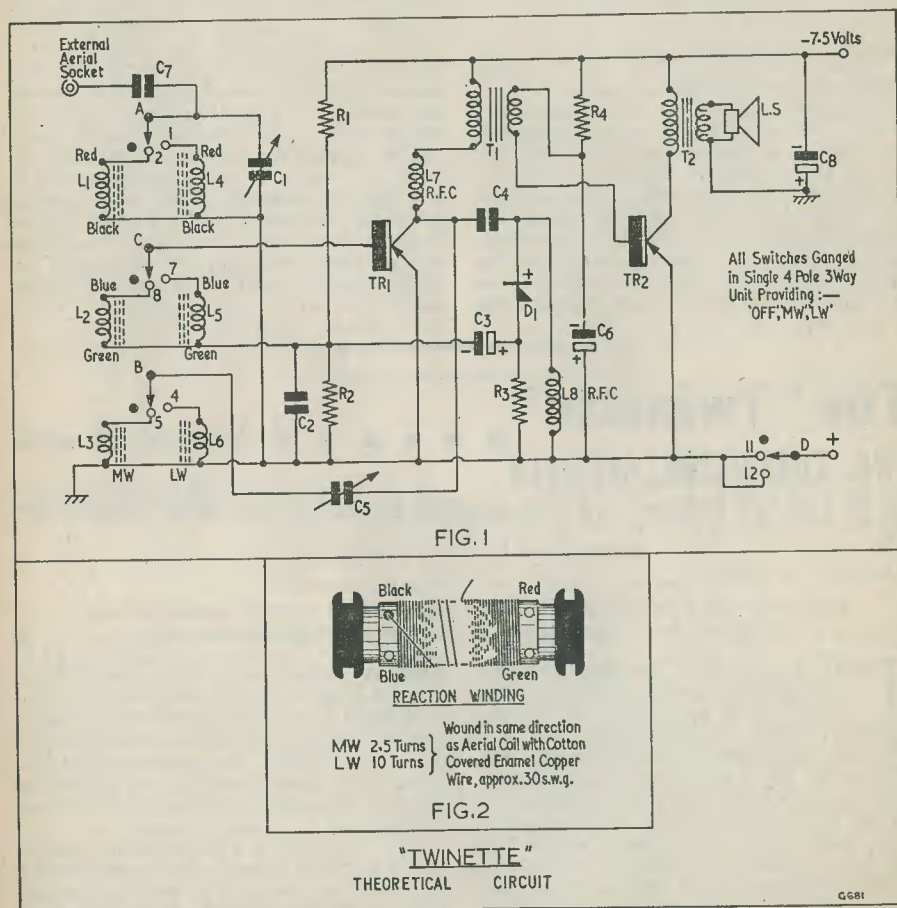 External
Aerial
Socket
C7
A
1
2
Red
Red
L1
L4
C1
Black
Black
C
7
8
Blue
Blue
L2
L5
Green
Green
B
4
5
L3
L6
MW
LW
R1
R2
C2
C5
C3
-
+
TR1
L7
R.F.C
T1
C4
+
D1
R3
L8 R.F.C
R4
-
C6
+
TR2
T2
L.S
-7.5 Volts
-
C8
+
All Switches Ganged
in Single 4 Pole 3Way
Unit Providing :—
'OFF','MW','LW'
11
12
D
+
FIG. 1
Black
Red
Blue
Green
REACTION WINDING
MW 2.5 Turns
LW 10 Turns
Wound in same direction
as Aerial Coil with Cotton
Covered Enamel Copper
Wire, approx. 30 s.w.g.
FIG.2
"TWINETTE"
THEORETICAL CIRCUIT
G681